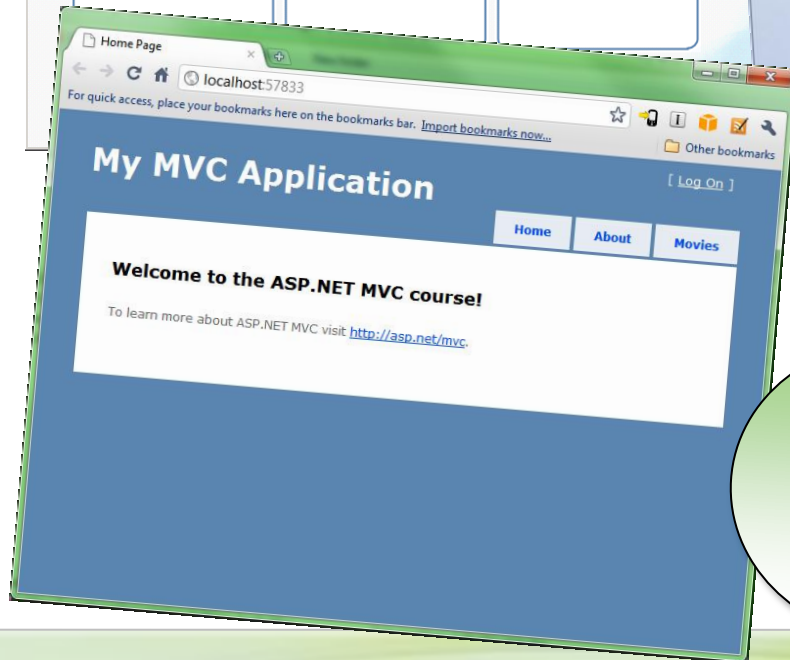 Home Page
localhost:57833
For quick access, place your bookmarks here on the bookmarks bar. Import bookmarks now...
Other bookmarks
My MVC Application
[ Log On ]
Home About Movies
Welcome to the ASP.NET MVC course!
To learn more about ASP.NET MVC visit http://asp.net/mvc.